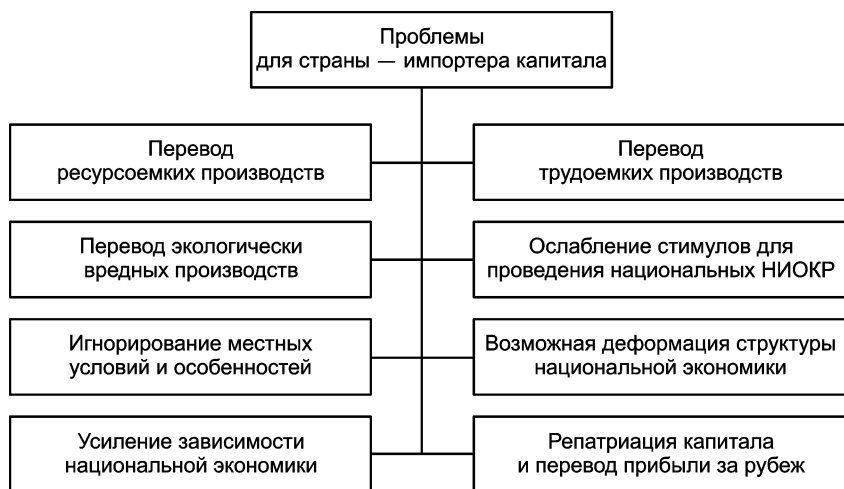 Проблемы
для страны — импортера капитала
Перевод
ресурсоемких производств
Перевод
трудоемких производств
Перевод экологически
вредных производств
Ослабление стимулов для
проведения национальных НИОКР
Игнорирование местных
условий и особенностей
Возможная деформация структуры
национальной экономики
Усиление зависимости
национальной экономики
Репатриация капитала
и перевод прибыли за рубеж